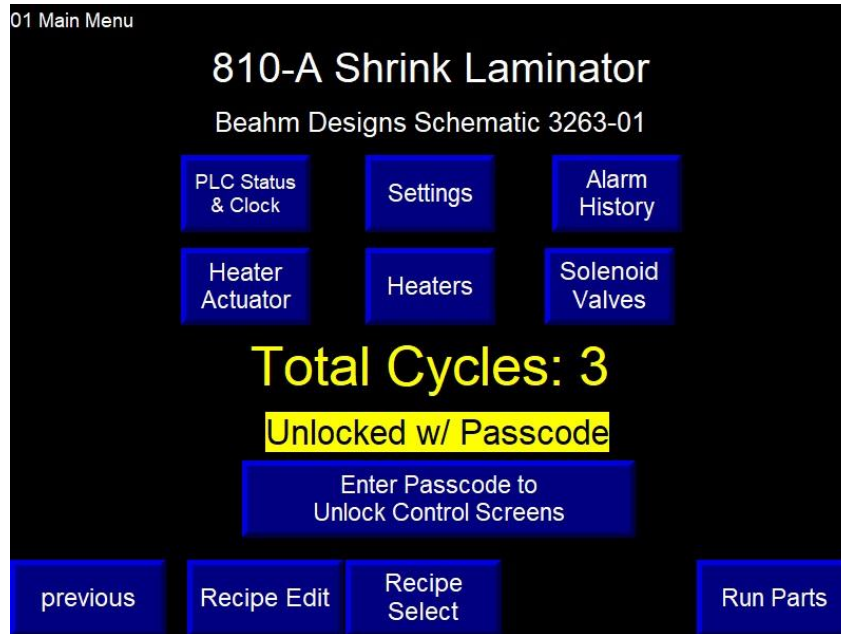 01 Main Menu
810-A Shrink Laminator
Beahm Designs Schematic 3263-01
PLC Status
& Clock
Settings
Alarm
History
Heater
Actuator
Heaters
Solenoid
Valves
Total Cycles: 3
Unlocked w/ Passcode
Enter Passcode to
Unlock Control Screens
previous
Recipe Edit
Recipe
Select
Run Parts